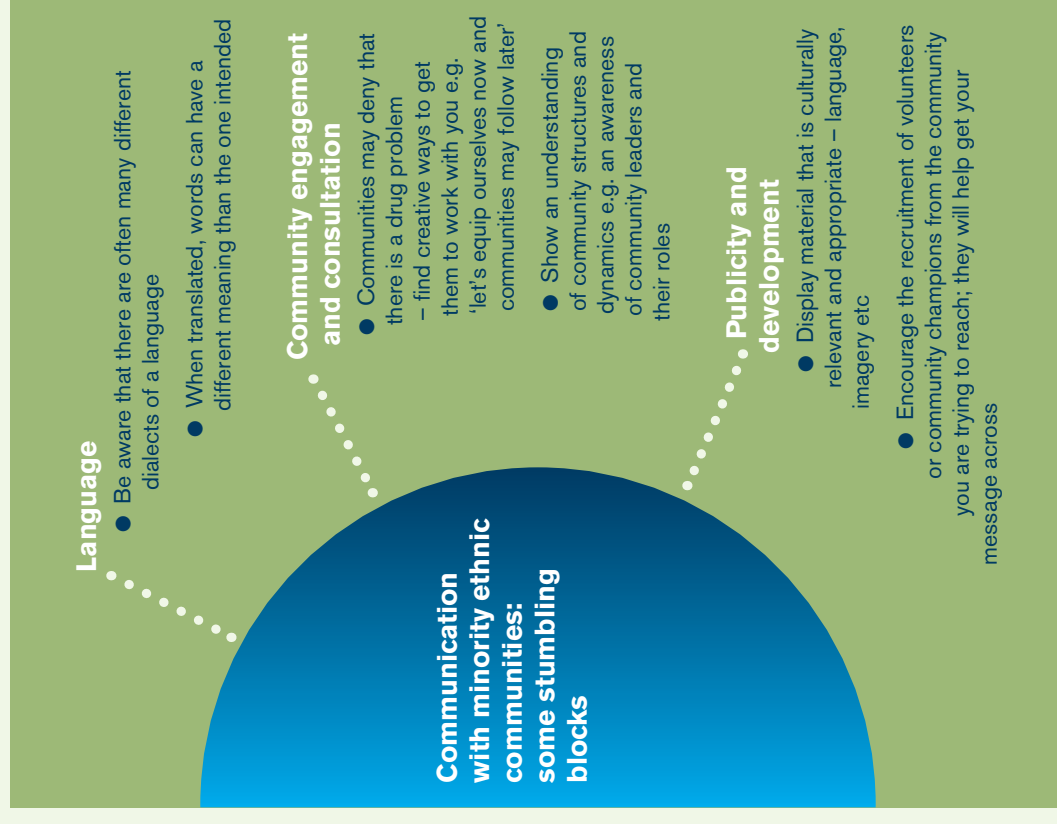 Communication
with minority ethnic
communities:
some stumbling
blocks
Language
● Be aware that there are often many different
dialects of a language
● When translated, words can have a
different meaning than the one intended
Community engagement
and consultation
● Communities may deny that
there is a drug problem
– find creative ways to get
them to work with you e.g.
‘let’s equip ourselves now and
communities may follow later’
● Show an understanding
of community structures and
dynamics e.g. an awareness
of community leaders and
their roles
Publicity and
development
● Display material that is culturally
relevant and appropriate – language,
imagery etc
● Encourage the recruitment of volunteers
or community champions from the community
you are trying to reach; they will help get your
message across